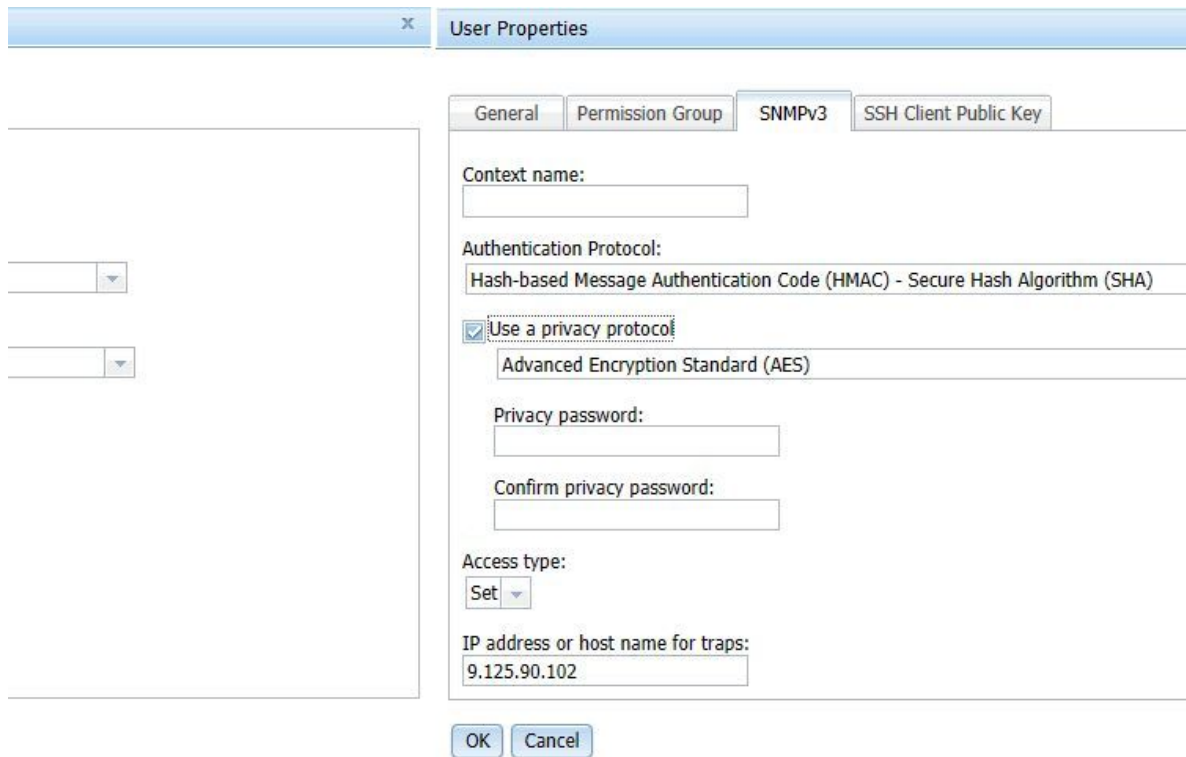 x
User Properties
General Permission Group SNMPv3 SSH Client Public Key
Context name:
Authentication Protocol:
Hash-based Message Authentication Code (HMAC) - Secure Hash Algorithm (SHA)
Use a privacy protocol
Advanced Encryption Standard (AES)
Privacy password:
Confirm privacy password:
Access type:
Set
IP address or host name for traps:
9.125.90.102
OK Cancel